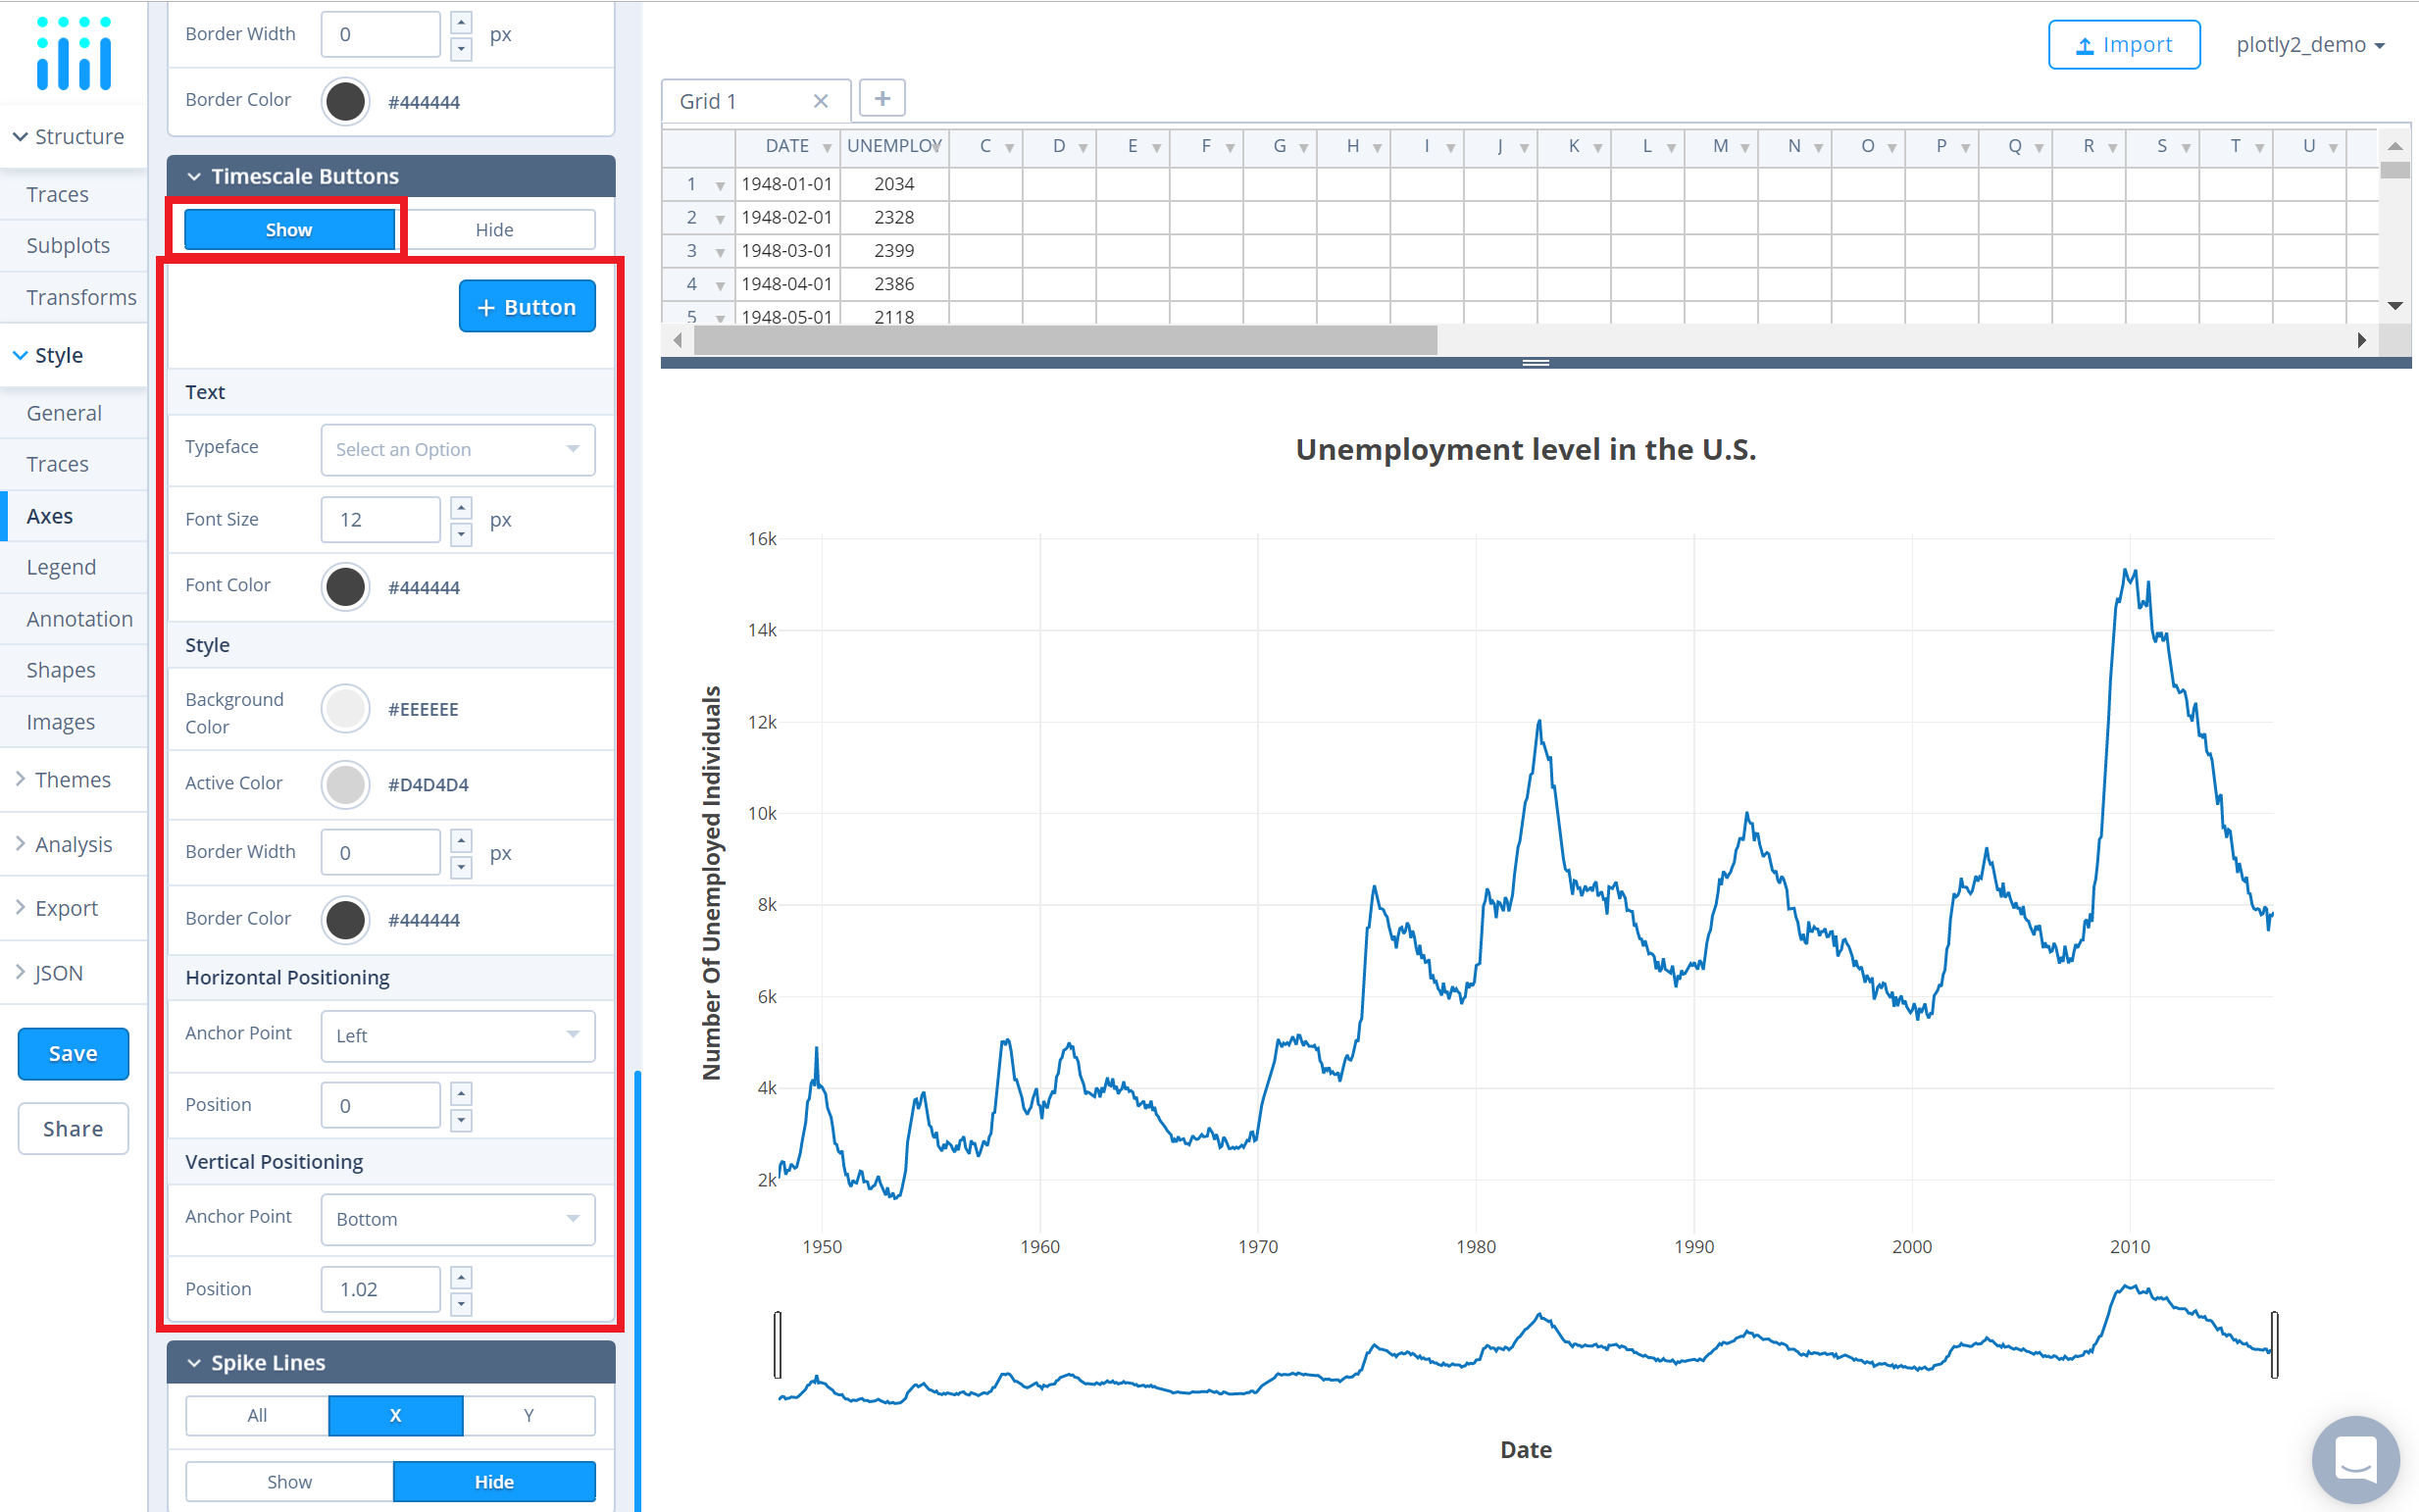 Structure
Traces
Subplots
Transforms
Style
General
Traces
Axes
Legend
Annotation
Shapes
Images
Themes
Analysis
Export
JSON
Save
Share
Border Width 0 px
Border Color #444444
Timescale Buttons
Show Hide
+ Button
Text
Typeface Select an Option
Font Size 12 px
Font Color #444444
Style
Background
Color #EEEEEE
Active Color #D4D4D4
Border Width 0 px
Border Color #444444
Horizontal Positioning
Anchor Point Left
Position 0
Vertical Positioning
Anchor Point Bottom
Position 1.02
Spike Lines
All X Y
Show Hide
Import plotly2_demo
Grid 1 +
DATE UNEMPLOY C D E F G H I J K L M N O P Q R S T U
1 1948-01-01 2034
2 1948-02-01 2328
3 1948-03-01 2399
4 1948-04-01 2386
5 1948-05-01 2118
Unemployment level in the U.S.
Number Of Unemployed Individuals
16k
14k
12k
10k
8k
6k
4k
2k
1950 1960 1970 1980 1990 2000 2010
Date